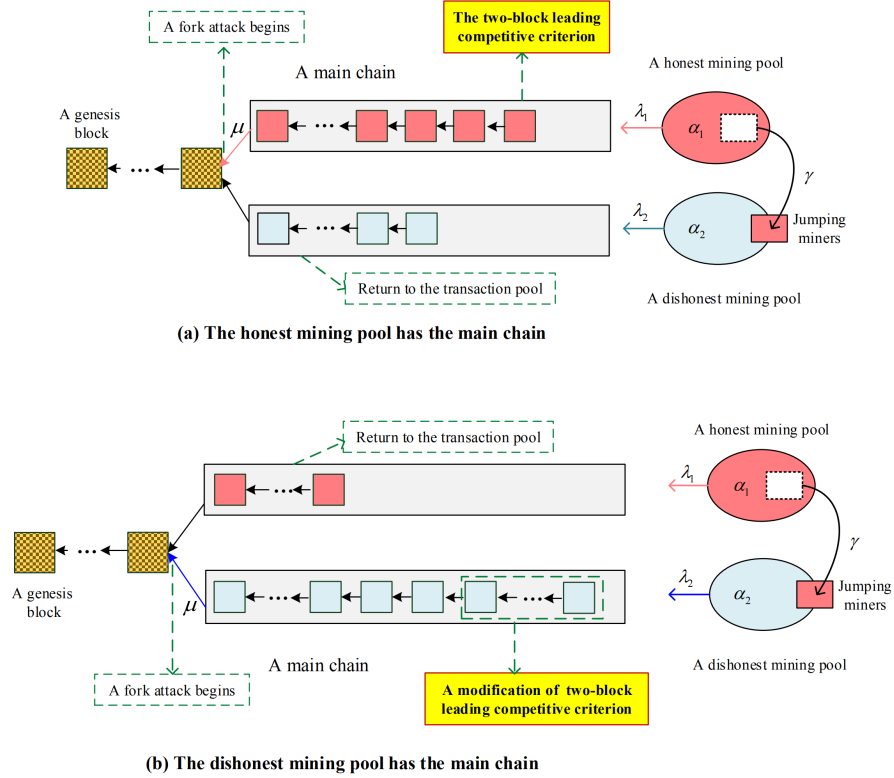 A fork attack begins
The two-block leading
competitive criterion
A main chain
A honest mining pool
A genesis
block
μ
•••
•••
λ1
α1
γ
•••
λ2
α2
Jumping
miners
Return to the transaction pool
A dishonest mining pool
(a) The honest mining pool has the main chain
Return to the transaction pool
A honest mining pool
•••
λ1
α1
•••
γ
A genesis
block
μ
•••
•••
λ2
α2
Jumping
miners
A main chain
A dishonest mining pool
A fork attack begins
A modification of two-block
leading competitive criterion
(b) The dishonest mining pool has the main chain